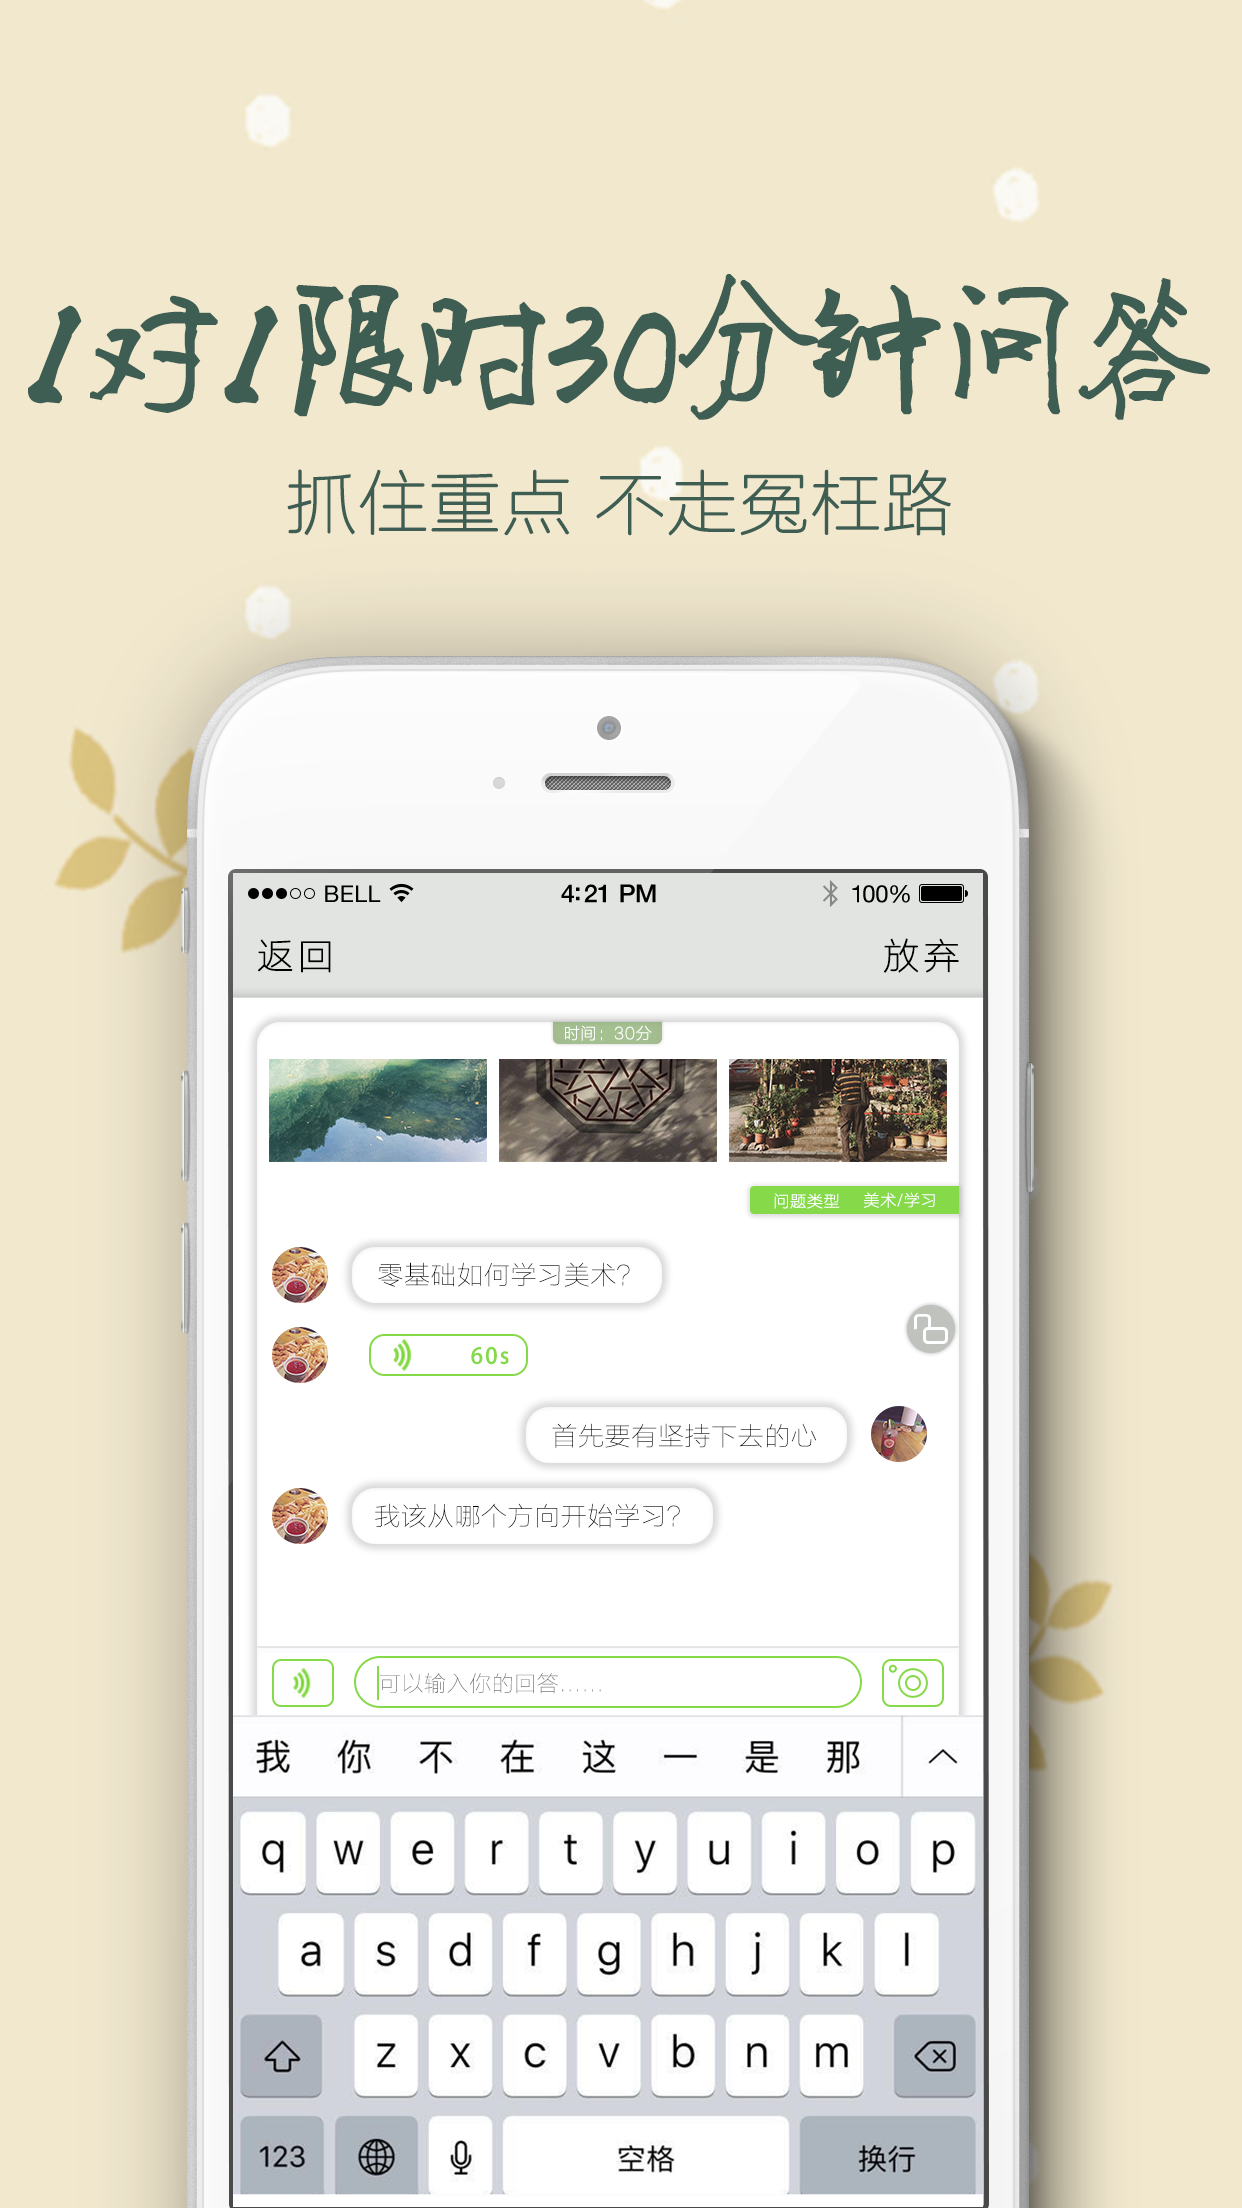 1对1限时30分钟问答
抓住重点 不走冤枉路
BELL 4:21 PM 100%
返回 放弃
时间：30分
问题类型 美术/学习
零基础如何学习美术？
60s
首先要有坚持下去的心
我该从哪个方向开始学习？
可以输入你的回答......
我 你 不 在 这 一 是 那
q w e r t y u i o p
a s d f g h j k l
z x c v b n m
123 空格 换行